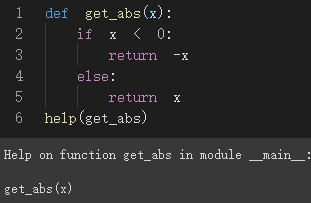 1 def get_abs(x):
2     if x < 0:
3         return -x
4     else:
5         return x
6 help(get_abs)
Help on function get_abs in module __main__:
get_abs(x)